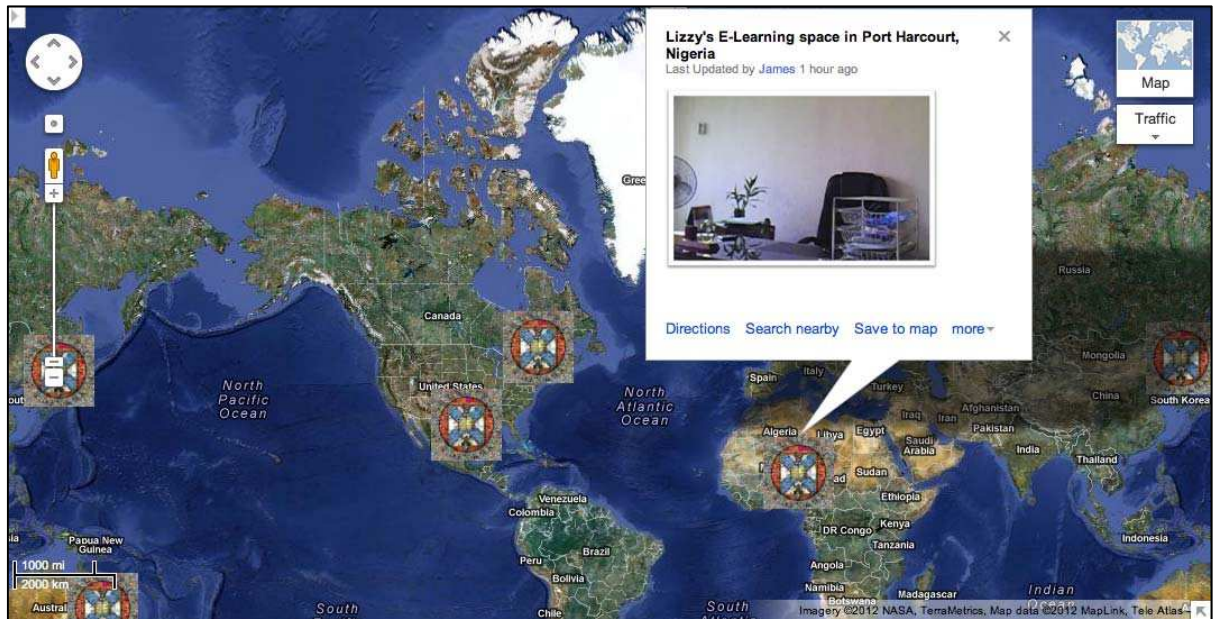 Lizzy's E-Learning space in Port Harcourt,
Nigeria
Last Updated by James 1 hour ago
Directions Search nearby Save to map more
Map
Traffic
Canada
Russia
Mongolia
United States
North
Pacific
Ocean
North
Atlantic
Ocean
Spain
Italy
Turkey
China
South Korea
Iraq
Iran
Afghanistan
Pakistan
Algeria
Libya
Egypt
Saudi
Arabia
India
Thailand
Sudan
Ethiopia
Venezuela
Colombia
DR Congo
Kenya
Tanzania
Indonesia
Papua New
Guinea
Peru
Brazil
Bolivia
Angola
Namibia
Botswana
Madagascar
Chile
South
South
Indian
Ocean
1000 mi
2000 km
Imagery ©2012 NASA, TerraMetrics, Map data ©2012 MapLink, Tele Atlas